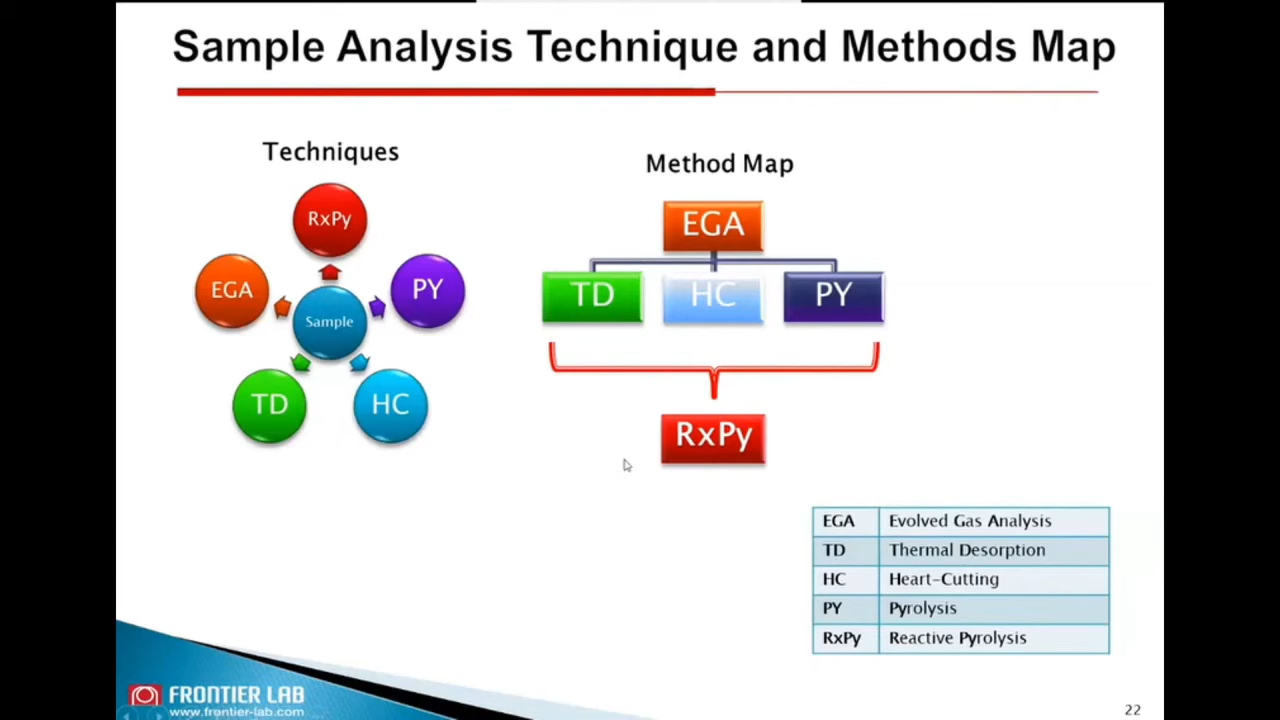 Sample Analysis Technique and Methods Map
Techniques
RxPy
EGA
PY
Sample
TD
HC
Method Map
EGA
TD
HC
PY
RxPy
EGA Evolved Gas Analysis
TD Thermal Desorption
HC Heart-Cutting
PY Pyrolysis
RxPy Reactive Pyrolysis
FRONTIER LAB
www.frontier-lab.com
22